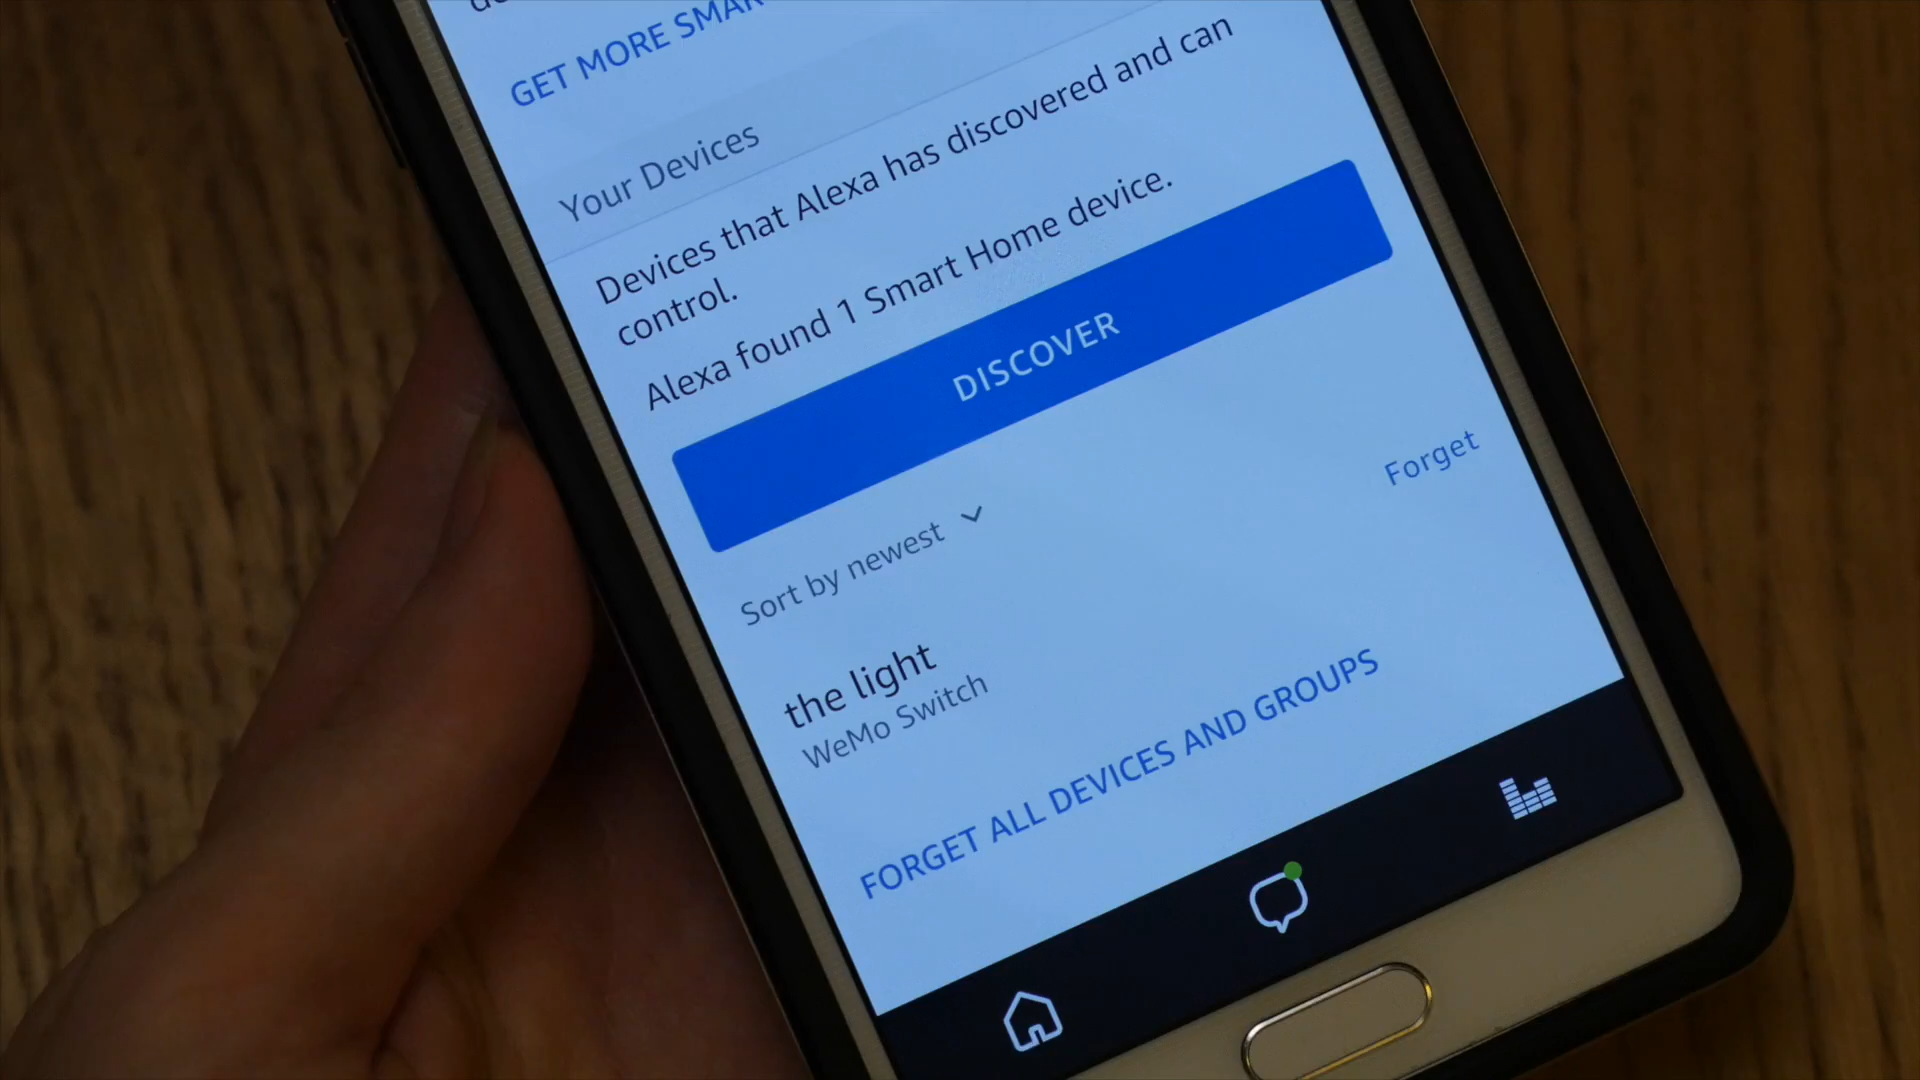 GET MORE
Your Devices
Devices that Alexa has discovered and can
control.
Alexa found 1 Smart Home device.
DISCOVER
Sort by newest
Forget
the light
WeMo Switch
FORGET ALL DEVICES AND GROUPS